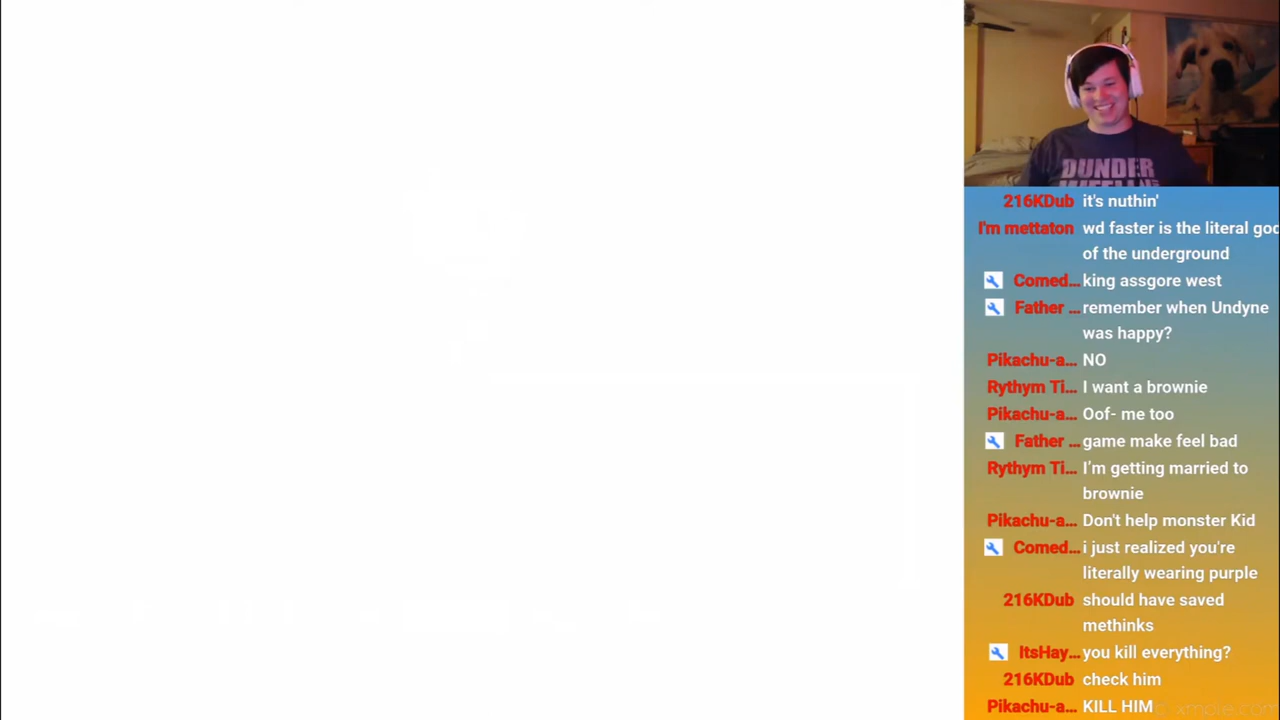 DUNDER
MIFFLIN
216KDub it's nuthin'
I'm mettaton wd faster is the literal god
of the underground
Comed... king assgore west
Father ... remember when Undyne
was happy?
Pikachu-a... NO
Rythym Ti... I want a brownie
Pikachu-a... Oof- me too
Father ... game make feel bad
Rythym Ti... I'm getting married to
brownie
Pikachu-a... Don't help monster Kid
Comed... i just realized you're
literally wearing purple
216KDub should have saved
methinks
ItsHay... you kill everything?
216KDub check him
Pikachu-a... KILL HIM